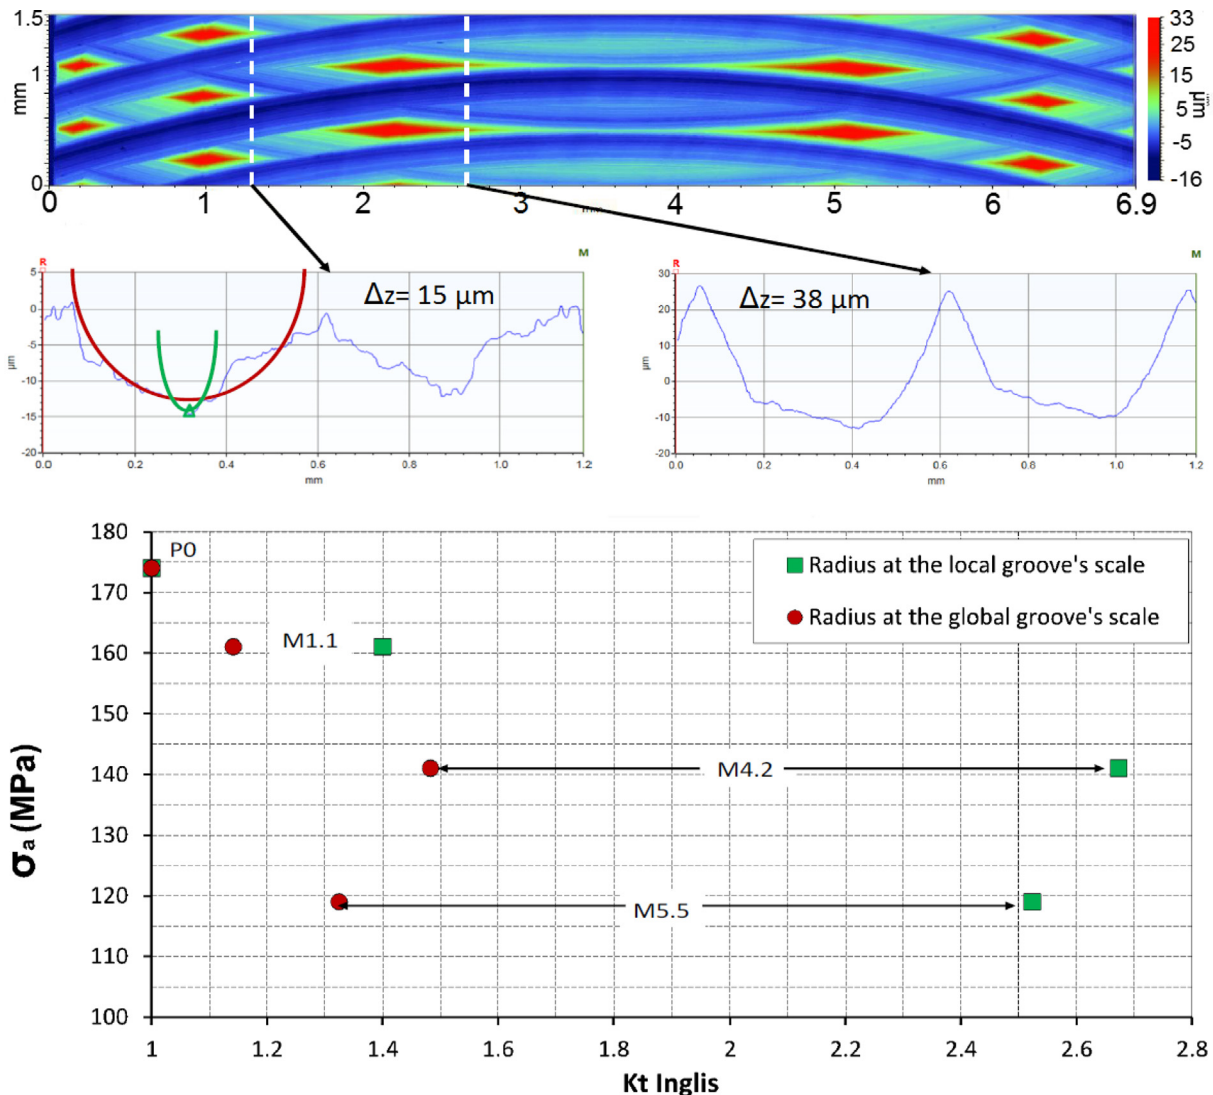 1.5
1
0
mm
0 1 2 3 4 5 6 6.9
mm
33
25
15
5
-5
-16
µm
R
M
5
0
-5
-10
-15
-20
µm
Δz= 15 µm
0.0 0.2 0.4 0.6 0.8 1.0 1.2
mm
R
M
30
20
10
0
-10
-20
µm
Δz= 38 µm
0.0 0.2 0.4 0.6 0.8 1.0 1.2
mm
180
170
160
150
140
130
120
110
100
σa (MPa)
P0
M1.1
M4.2
M5.5
Radius at the local groove's scale
Radius at the global groove's scale
1 1.2 1.4 1.6 1.8 2 2.2 2.4 2.6 2.8
Kt Inglis